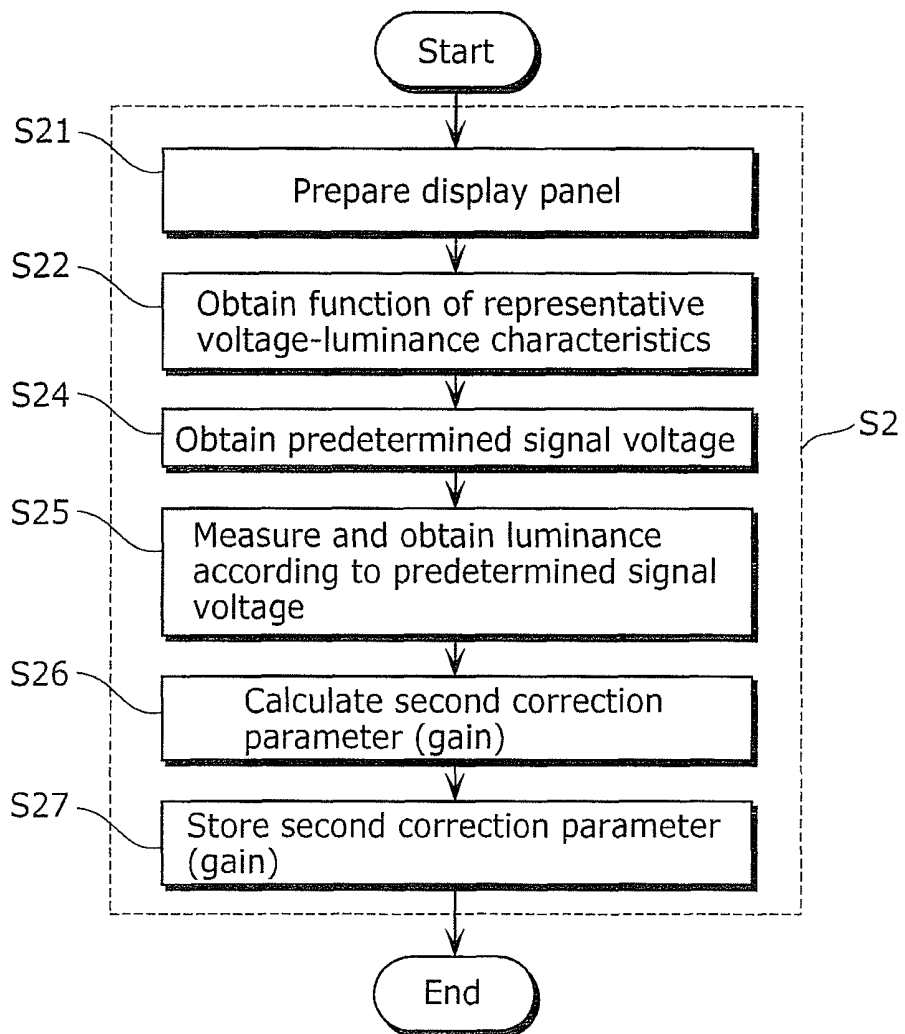 Start
S21
Prepare display panel
S22
Obtain function of representative
voltage-luminance characteristics
S24
Obtain predetermined signal voltage
S2
S25
Measure and obtain luminance
according to predetermined signal
voltage
S26
Calculate second correction
parameter (gain)
S27
Store second correction parameter
(gain)
End